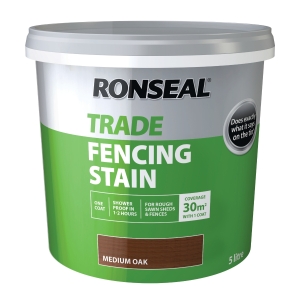 RONSEAL®
Does exactly
what it says
on the tin
TRADE
FENCING
STAIN
ONE
COAT
SHOWER
PROOF IN
1-2 HOURS
FOR ROUGH
SAWN SHEDS
& FENCES
COVERAGE
30m²
WITH 1 COAT
MEDIUM OAK
5 litre